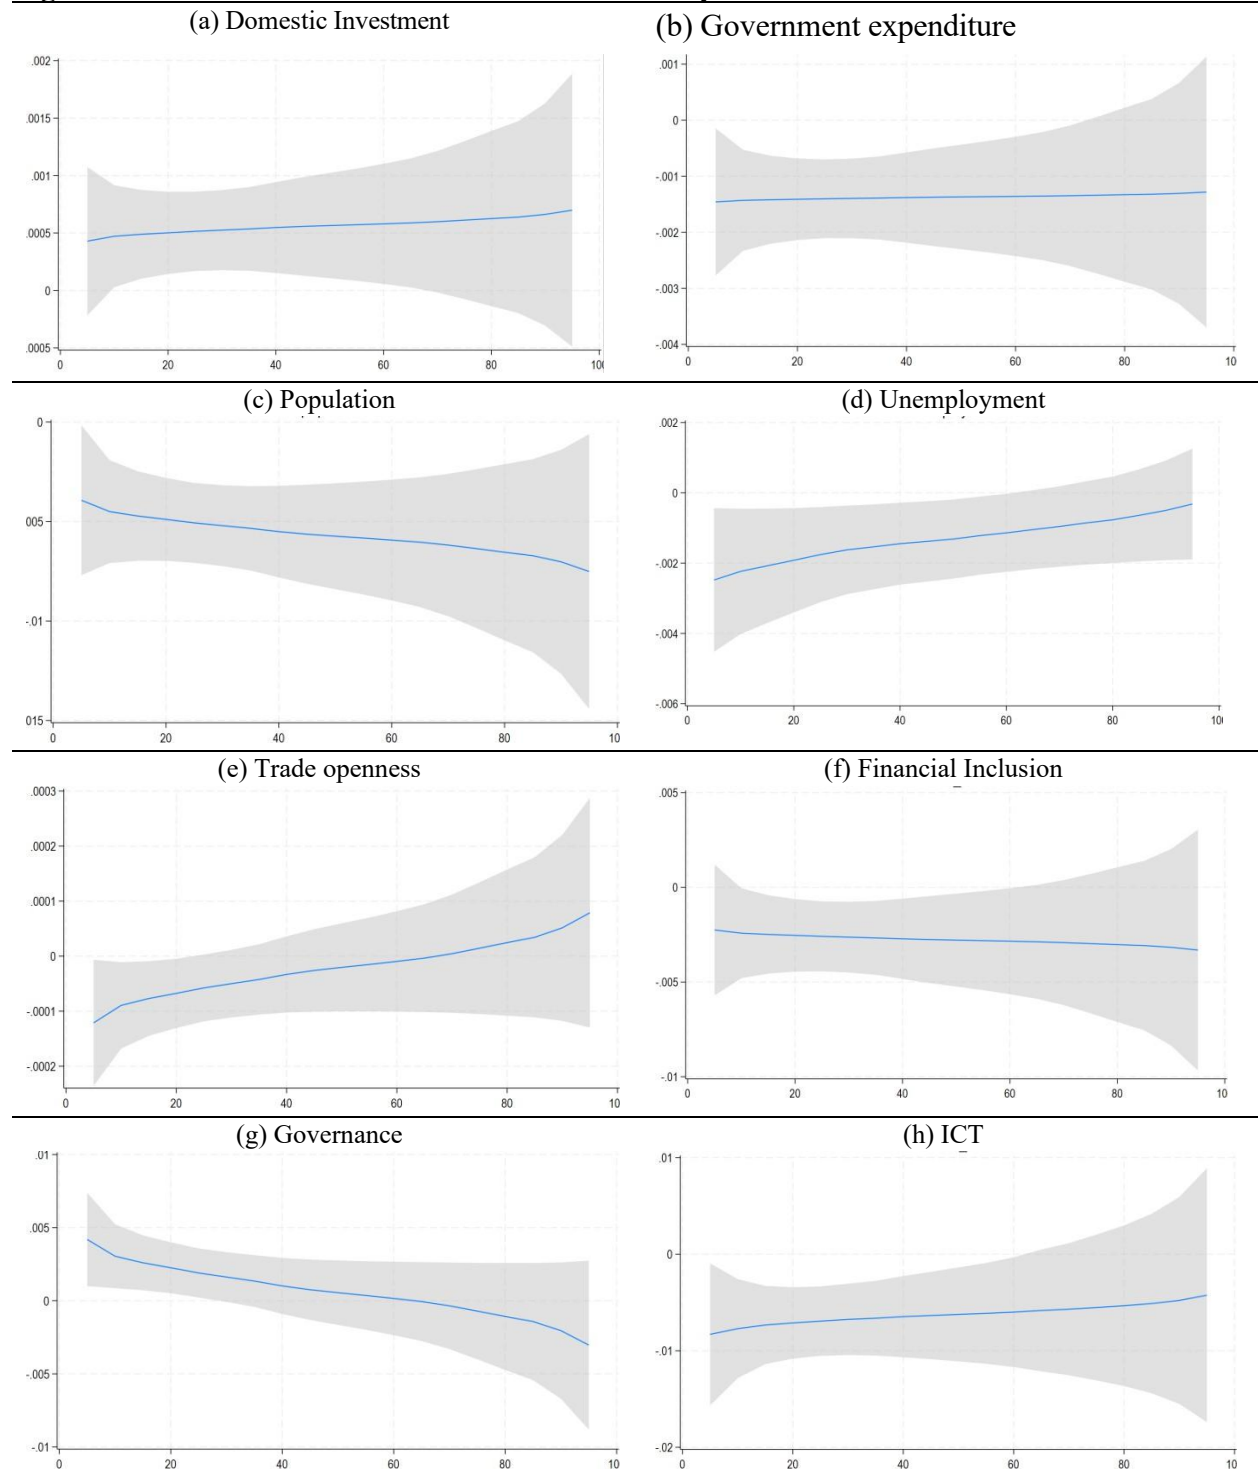 (a) Domestic Investment
.002
.0015
.001
.0005
0
.0005
0 20 40 60 80 100
(b) Government expenditure
.001
0
-.001
-.002
-.003
-.004
0 20 40 60 80 10
(c) Population
0
005
-.01
015
0 20 40 60 80 10
(d) Unemployment
.002
0
-.002
-.004
-.006
0 20 40 60 80 100
(e) Trade openness
.0003
.0002
.0001
0
-.0001
-.0002
0 20 40 60 80 10
(f) Financial Inclusion
.005
0
-.005
-.01
0 20 40 60 80 10
(g) Governance
.01
.005
0
-.005
-.01
0 20 40 60 80 10
(h) ICT
.01
0
-.01
-.02
0 20 40 60 80 10